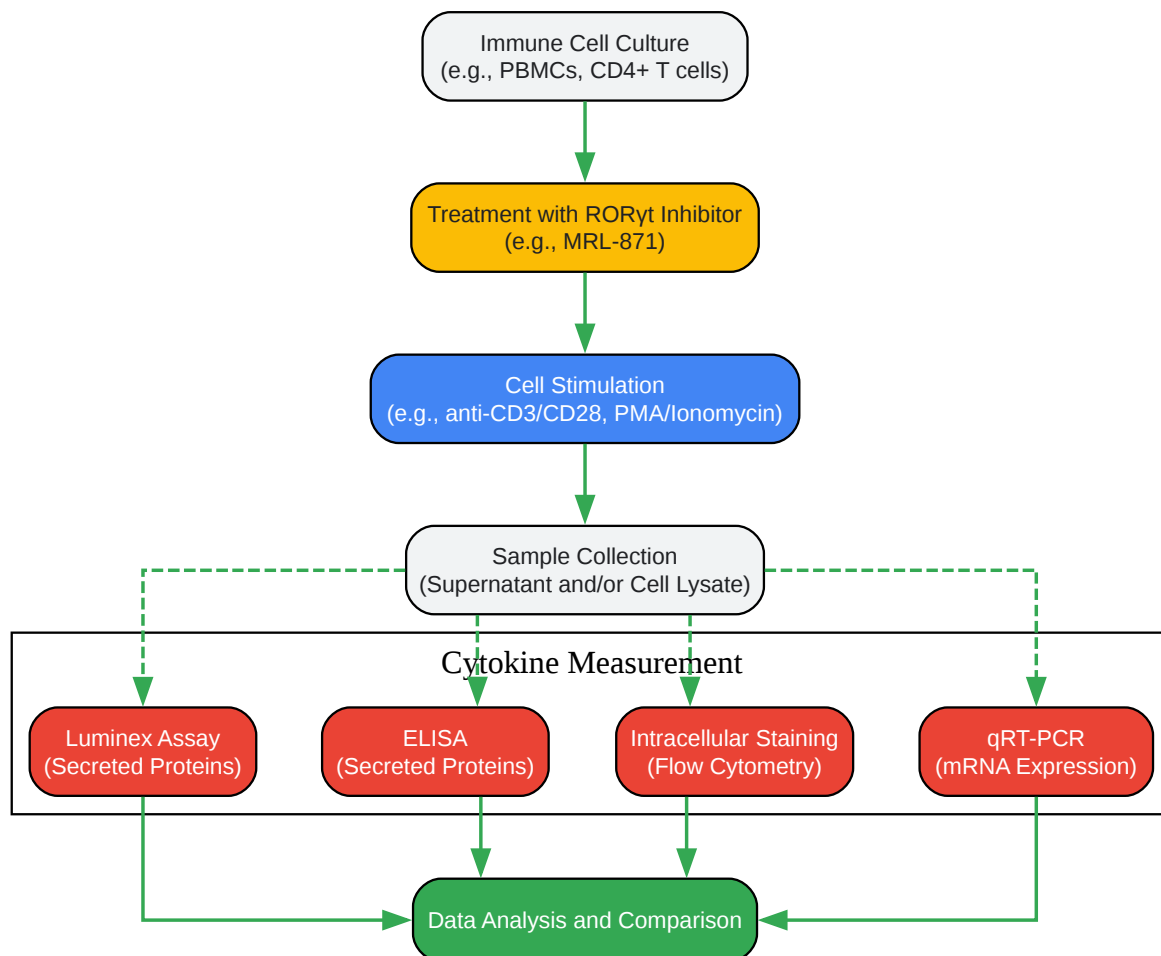 Immune Cell Culture
(e.g., PBMCs, CD4+ T cells)
Treatment with RORγt Inhibitor
(e.g., MRL-871)
Cell Stimulation
(e.g., anti-CD3/CD28, PMA/Ionomycin)
Sample Collection
(Supernatant and/or Cell Lysate)
Cytokine Measurement
Luminex Assay
(Secreted Proteins)
ELISA
(Secreted Proteins)
Intracellular Staining
(Flow Cytometry)
qRT-PCR
(mRNA Expression)
Data Analysis and Comparison